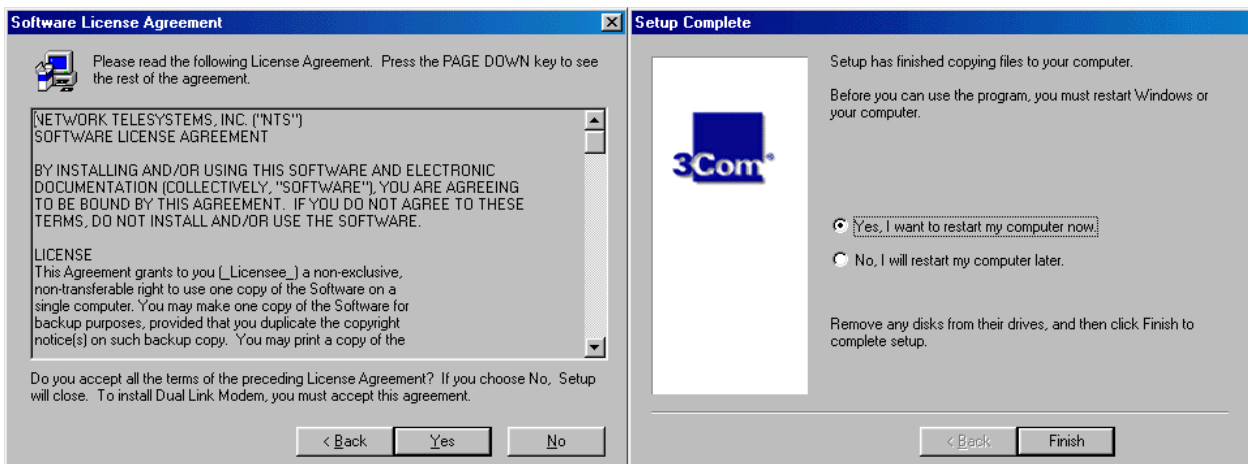 Software License Agreement
Please read the following License Agreement. Press the PAGE DOWN key to see
the rest of the agreement.
NETWORK TELESYSTEMS, INC. ("NTS")
SOFTWARE LICENSE AGREEMENT
BY INSTALLING AND/OR USING THIS SOFTWARE AND ELECTRONIC
DOCUMENTATION (COLLECTIVELY, "SOFTWARE"), YOU ARE AGREEING
TO BE BOUND BY THIS AGREEMENT. IF YOU DO NOT AGREE TO THESE
TERMS, DO NOT INSTALL AND/OR USE THE SOFTWARE.
LICENSE
This Agreement grants to you (_Licensee_) a non-exclusive,
non-transferable right to use one copy of the Software on a
single computer. You may make one copy of the Software for
backup purposes, provided that you duplicate the copyright
notice(s) on such backup copy. You may print a copy of the
Do you accept all the terms of the preceding License Agreement? If you choose No, Setup
will close. To install Dual Link Modem, you must accept this agreement.
< Back
Yes
No
Setup Complete
3Com
Setup has finished copying files to your computer.
Before you can use the program, you must restart Windows or
your computer.
Yes, I want to restart my computer now.
No, I will restart my computer later.
Remove any disks from their drives, and then click Finish to
complete setup.
< Back
Finish